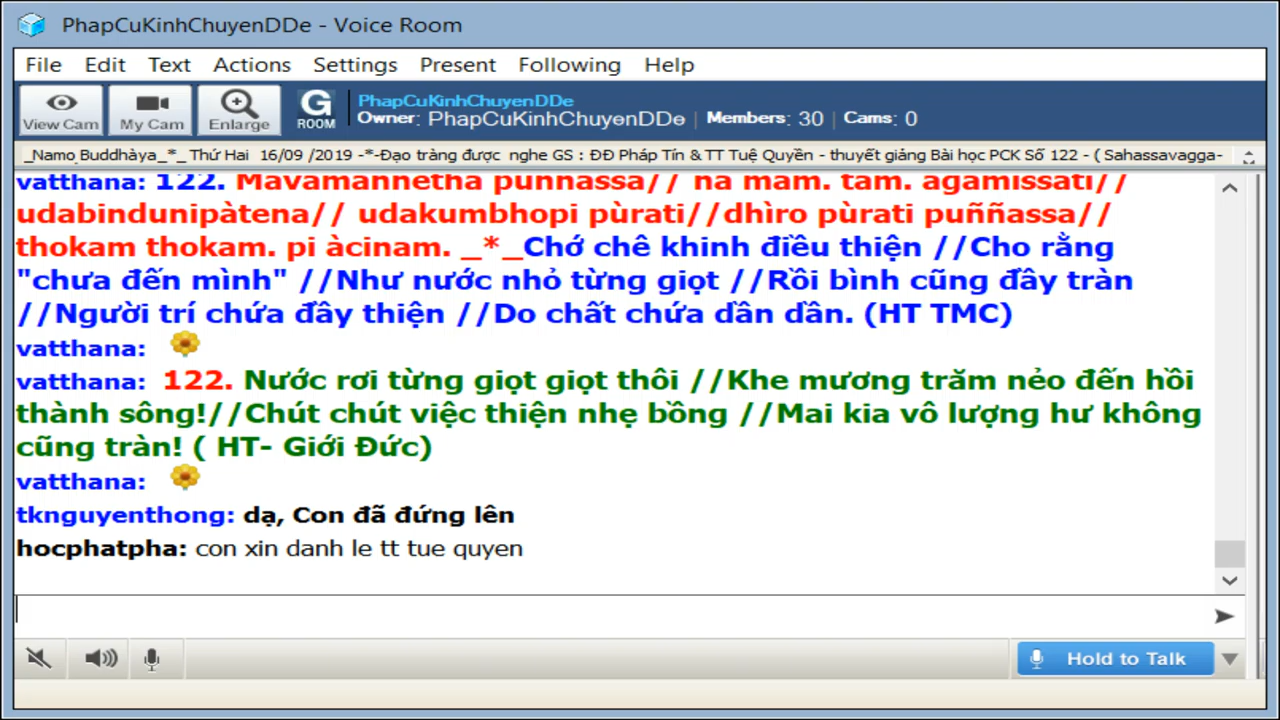 PhapCuKinhChuyenDDe - Voice Room
File Edit Text Actions Settings Present Following Help
View Cam My Cam Enlarge G ROOM
PhapCuKinhChuyenDDe
Owner: PhapCuKinhChuyenDDe | Members: 30 | Cams: 0
_Namo Buddhàya_*_ Thứ Hai 16/09 /2019 -*-Đạo tràng được nghe GS : ĐĐ Pháp Tín & TT Tuệ Quyền - thuyết giảng Bài học PCK Số 122 - ( Sahassavagga-
vatthana: 122. Mavamannetha punnassa// na mam. tam. agamissati//
udabindunipàtena// udakumbhopi pùrati//dhìro pùrati puññassa//
thokam thokam. pi àcinam. _*_Chớ chê khinh điều thiện //Cho rằng
"chưa đến mình" //Như nước nhỏ từng giọt //Rồi bình cũng đầy tràn
//Người trí chứa đầy thiện //Do chất chứa dần dần. (HT TMC)
vatthana:
vatthana: 122. Nước rơi từng giọt giọt thôi //Khe mương trăm nẻo đến hồi
thành sông!//Chút chút việc thiện nhẹ bồng //Mai kia vô lượng hư không
cũng tràn! ( HT- Giới Đức)
vatthana:
tknguyenthong: dạ, Con đã đứng lên
hocphatpha: con xin danh le tt tue quyen
Hold to Talk